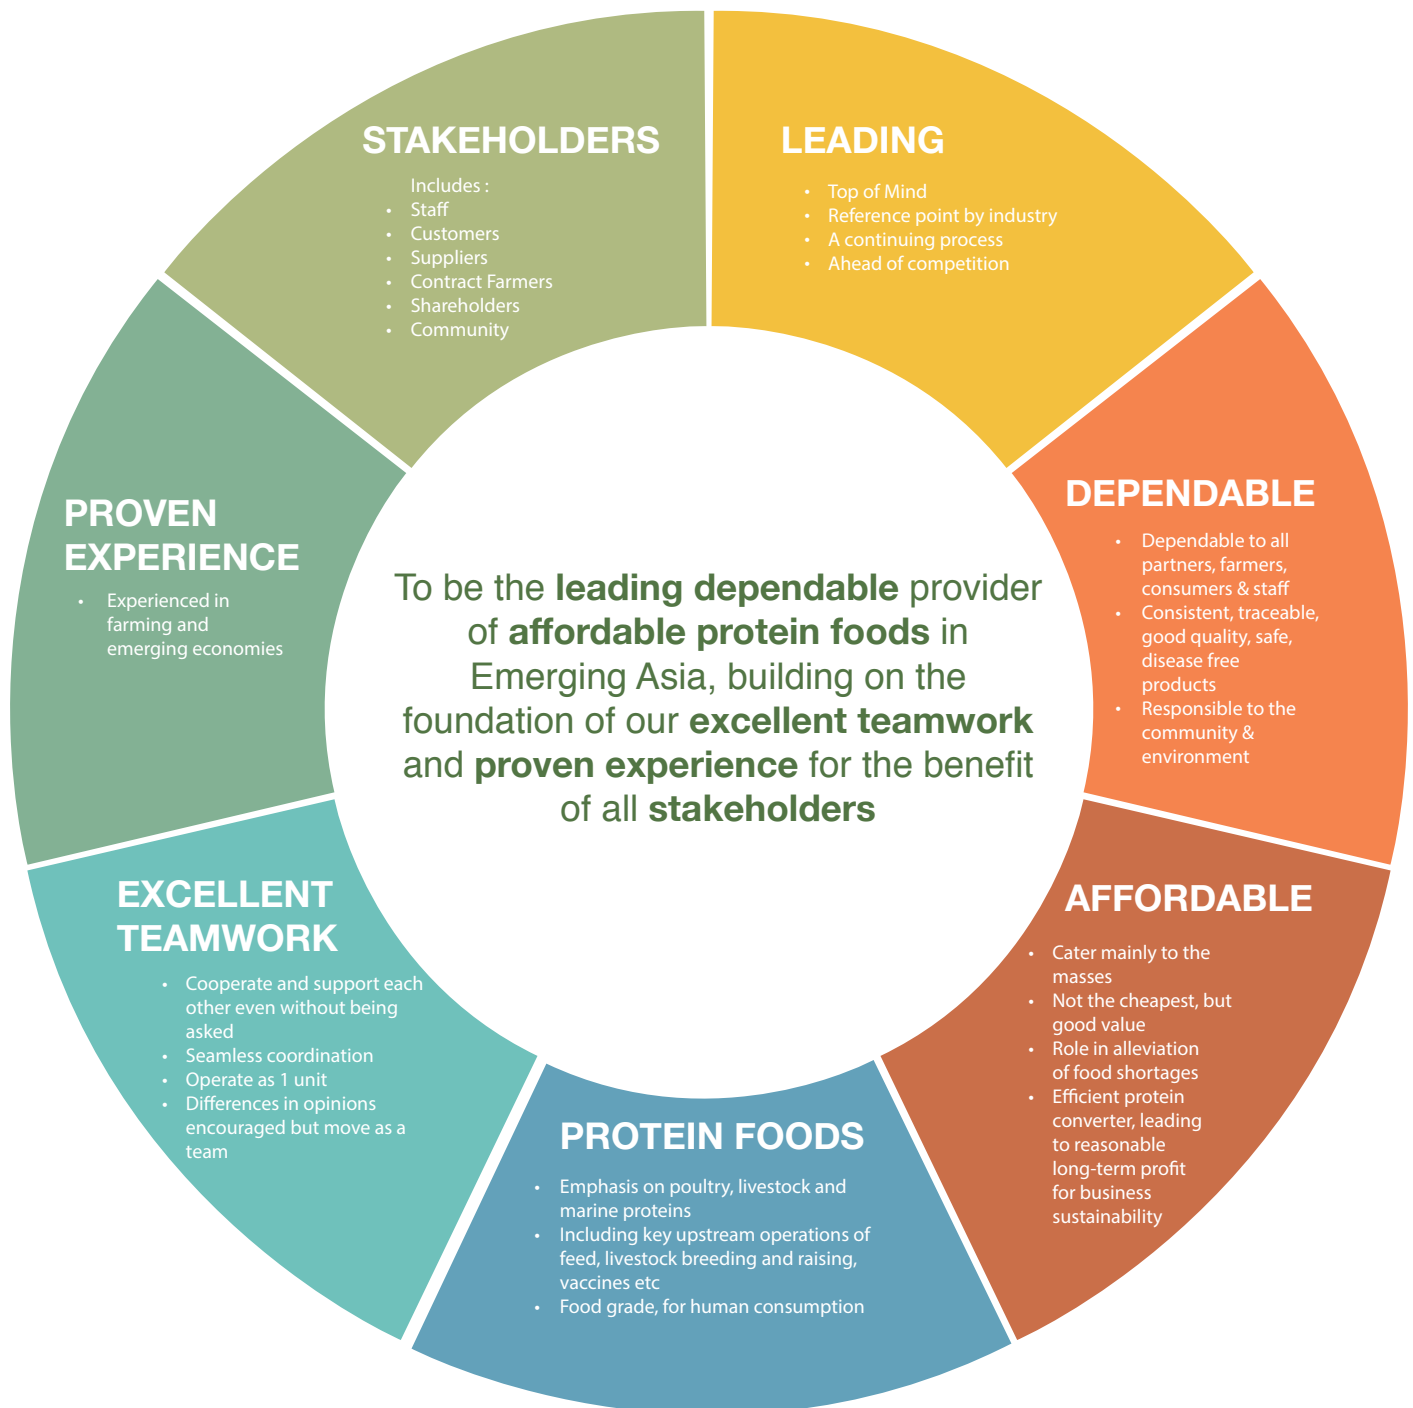 STAKEHOLDERS
Includes :
• Staff
• Customers
• Suppliers
• Contract Farmers
• Shareholders
• Community
LEADING
• Top of Mind
• Reference point by industry
• A continuing process
• Ahead of competition
DEPENDABLE
• Dependable to all
partners, farmers,
consumers & staff
• Consistent, traceable,
good quality, safe,
disease free
products
• Responsible to the
community &
environment
AFFORDABLE
• Cater mainly to the
masses
• Not the cheapest, but
good value
• Role in alleviation
of food shortages
• Efficient protein
converter, leading
to reasonable
long-term profit
for business
sustainability
PROTEIN FOODS
• Emphasis on poultry, livestock and
marine proteins
• Including key upstream operations of
feed, livestock breeding and raising,
vaccines etc
• Food grade, for human consumption
EXCELLENT
TEAMWORK
• Cooperate and support each
other even without being
asked
• Seamless coordination
• Operate as 1 unit
• Differences in opinions
encouraged but move as a
team
PROVEN
EXPERIENCE
• Experienced in
farming and
emerging economies
To be the leading dependable provider
of affordable protein foods in
Emerging Asia, building on the
foundation of our excellent teamwork
and proven experience for the benefit
of all stakeholders